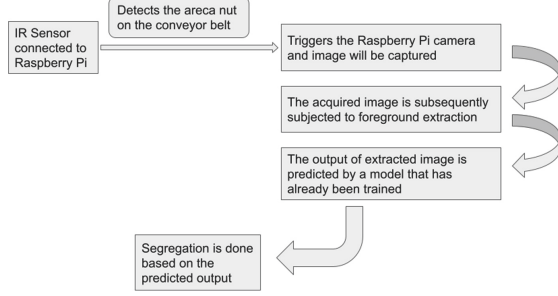 Detects the areca nut
on the conveyor belt
IR Sensor
connected to
Raspberry Pi
Triggers the Raspberry Pi camera
and image will be captured
The acquired image is subsequently
subjected to foreground extraction
The output of extracted image is
predicted by a model that has
already been trained
Segregation is done
based on the
predicted output